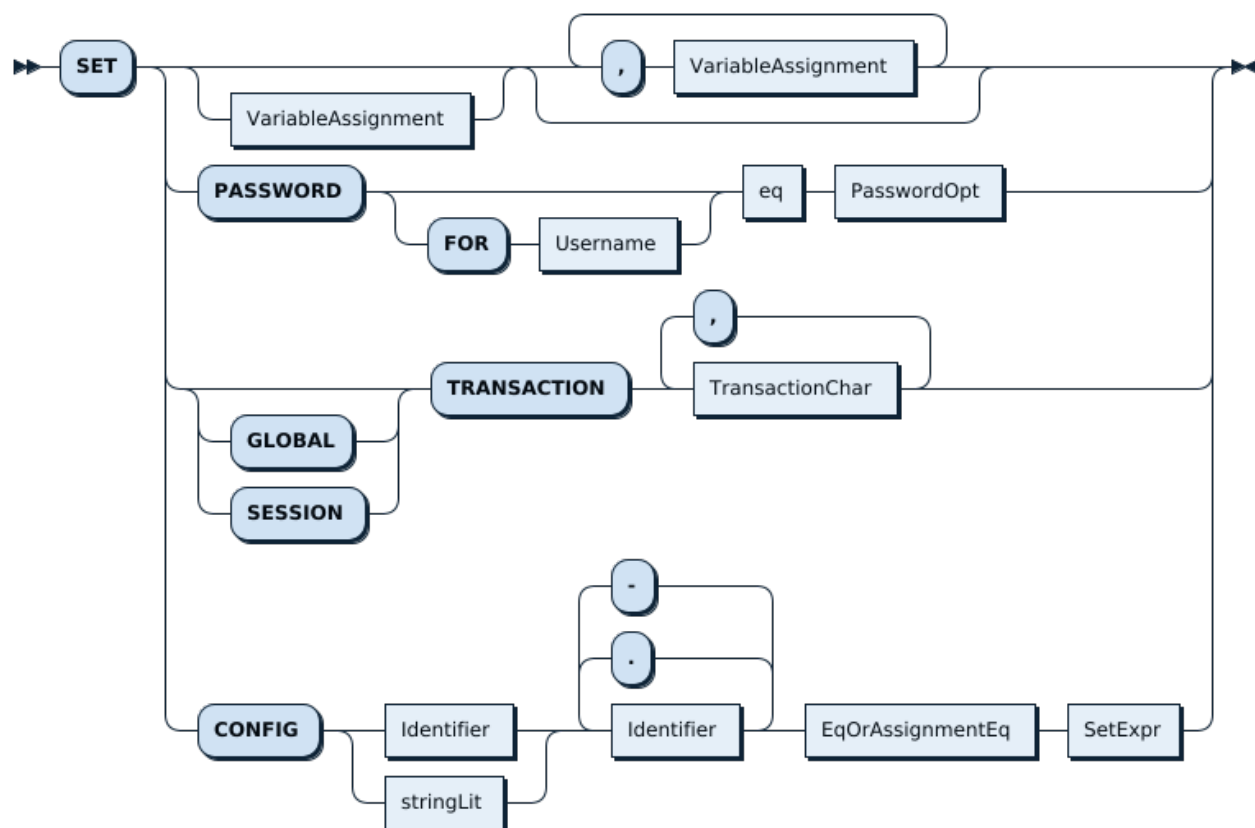 SET , VariableAssignment
VariableAssignment
PASSWORD eq PasswordOpt
FOR Username
,
TRANSACTION TransactionChar
GLOBAL
SESSION
-
.
CONFIG Identifier Identifier EqOrAssignmentEq SetExpr
stringLit